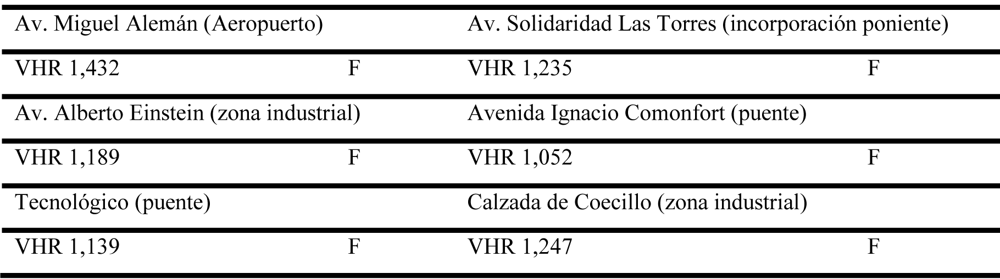 Av. Miguel Alemán (Aeropuerto) Av. Solidaridad Las Torres (incorporación poniente)
VHR 1,432 F VHR 1,235 F
Av. Alberto Einstein (zona industrial) Avenida Ignacio Comonfort (puente)
VHR 1,189 F VHR 1,052 F
Tecnológico (puente) Calzada de Coecillo (zona industrial)
VHR 1,139 F VHR 1,247 F